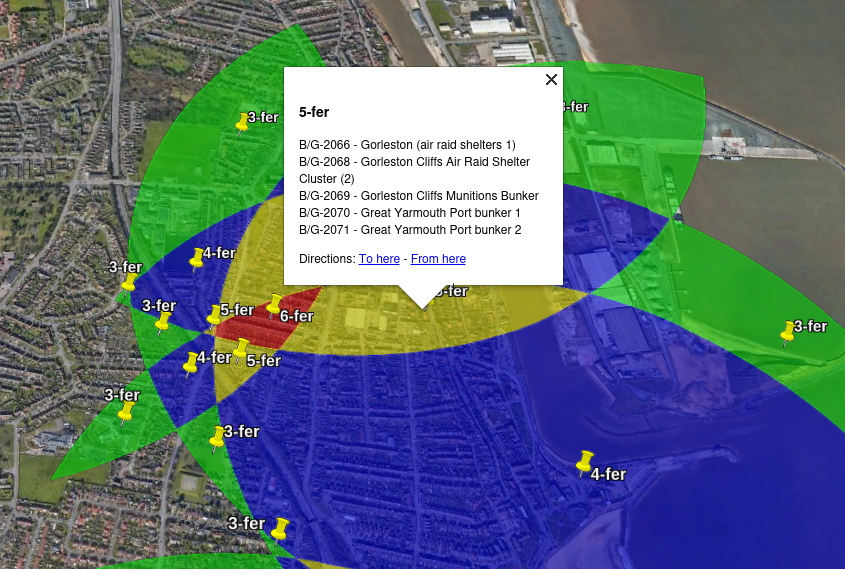 3-fer
3-fer
5-fer
B/G-2066 - Gorleston (air raid shelters 1)
B/G-2068 - Gorleston Cliffs Air Raid Shelter
Cluster (2)
B/G-2069 - Gorleston Cliffs Munitions Bunker
B/G-2070 - Great Yarmouth Port bunker 1
B/G-2071 - Great Yarmouth Port bunker 2
Directions: To here - From here
4-fer
3-fer
5-fer
3-fer
5-fer
6-fer
3-fer
4-fer
5-fer
3-fer
3-fer
4-fer
3-fer